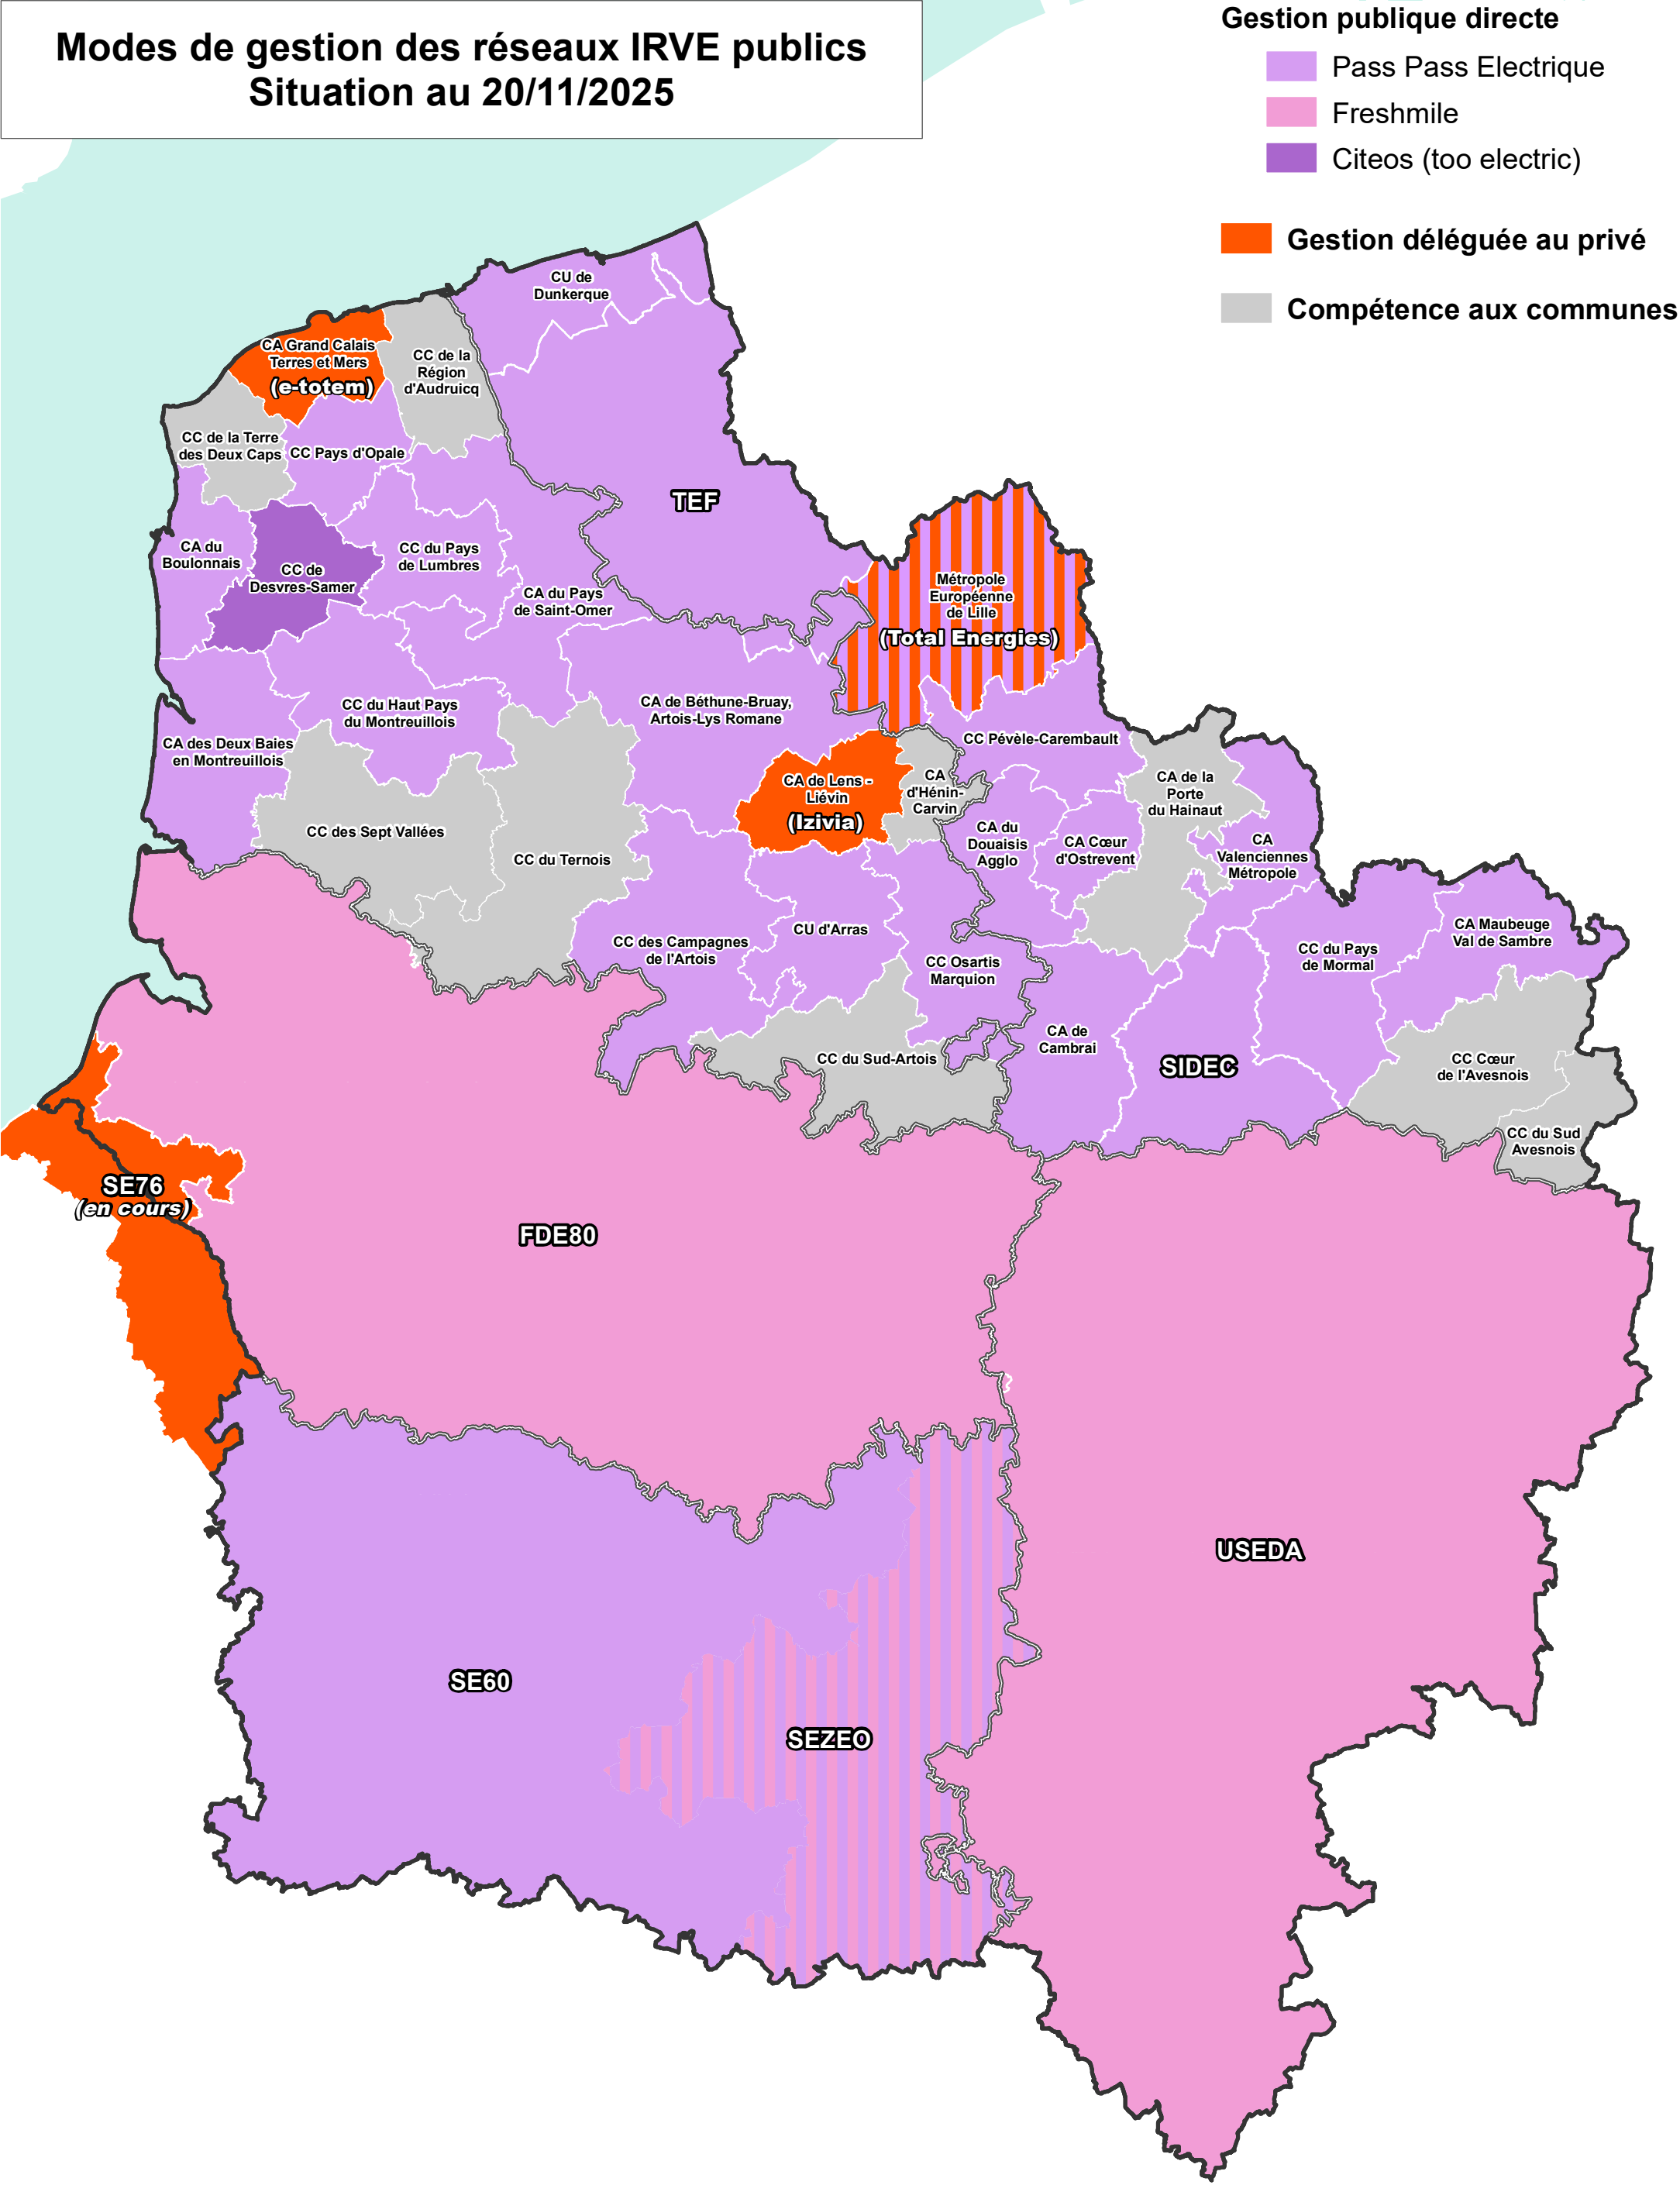 Modes de gestion des réseaux IRVE publics
Situation au 20/11/2025
Gestion publique directe
Pass Pass Electrique
Freshmile
Citeos (too electric)
Gestion déléguée au privé
Compétence aux communes
CU de
Dunkerque
CA Grand Calais
Terres et Mers
(e-totem)
CC de la
Région
d'Audruicq
CC de la Terre
des Deux Caps
CC Pays d'Opale
TEF
CA du
Boulonnais
CC de
Desvres-Samer
CC du Pays
de Lumbres
CA du Pays
de Saint-Omer
Métropole
Européenne
de Lille
(Total Energies)
CC du Haut Pays
du Montreuillois
CA de Béthune-Bruay,
Artois-Lys Romane
CA des Deux Baies
en Montreuillois
CC Pévèle-Carembault
CA de Lens -
Liévin
(Izivia)
CA
d'Hénin-
Carvin
CA de la
Porte
du Hainaut
CC des Sept Vallées
CC du Ternois
CA du
Douaisis
Agglo
CA Cœur
d'Ostrevent
CA
Valenciennes
Métropole
CC des Campagnes
de l'Artois
CU d'Arras
CC Osartis
Marquion
CC du Pays
de Mormal
CA Maubeuge
Val de Sambre
CC du Sud-Artois
CA de
Cambrai
SIDEC
CC Cœur
de l'Avesnois
CC du Sud
Avesnois
SE76
(en cours)
FDE80
USEDA
SE60
SEZEO